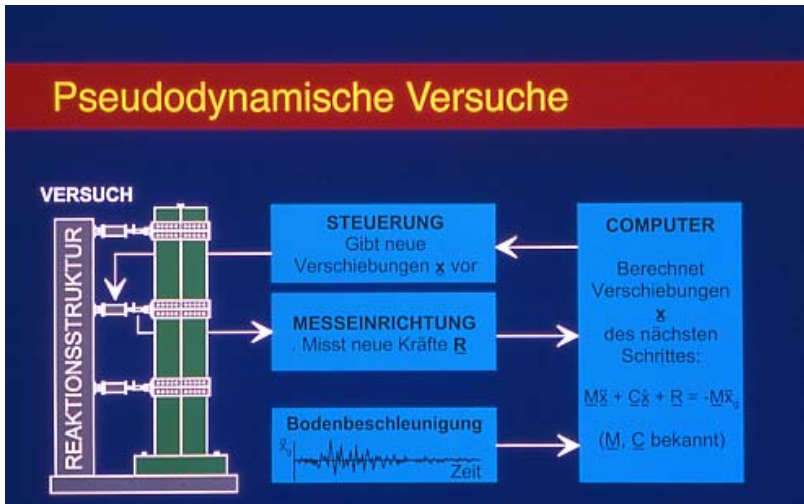 Pseudodynamische Versuche
VERSUCH
REAKTIONSSTRUKTUR
STEUERUNG
Gibt neue
Verschiebungen x vor
MESSEINRICHTUNG
. Misst neue Kräfte R
Bodenbeschleunigung
ẍg
Zeit
COMPUTER
Berechnet
Verschiebungen
x
des nächsten
Schrittes:
Mẍ + Cẋ + R = -Mẍg
(M, C bekannt)